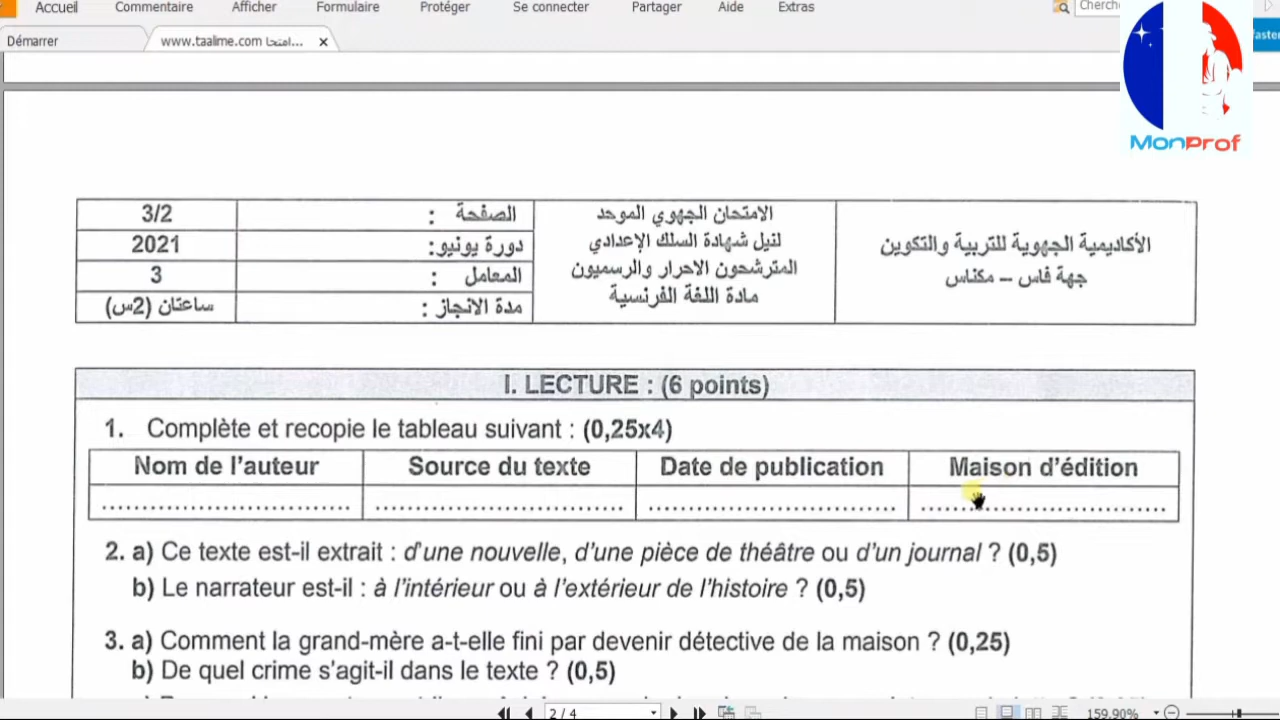 Accueil Commentaire Afficher Formulaire Protéger Se connecter Partager Aide Extras Cherche
Démarrer www.taalime.com امتحا... × faster
MonProf
الأكاديمية الجهوية للتربية والتكوين
جهة فاس – مكناس
الامتحان الجهوي الموحد
لنيل شهادة السلك الإعدادي
المترشحون الاحرار والرسميون
مادة اللغة الفرنسية
الصفحة : 3/2
دورة يونيو: 2021
المعامل : 3
مدة الانجاز : ساعتان (2س)
I. LECTURE : (6 points)
1. Complète et recopie le tableau suivant : (0,25x4)
Nom de l'auteur Source du texte Date de publication Maison d'édition
...................................... ...................................... ...................................... ......................................
2. a) Ce texte est-il extrait : d'une nouvelle, d'une pièce de théâtre ou d'un journal ? (0,5)
b) Le narrateur est-il : à l'intérieur ou à l'extérieur de l'histoire ? (0,5)
3. a) Comment la grand-mère a-t-elle fini par devenir détective de la maison ? (0,25)
b) De quel crime s'agit-il dans le texte ? (0,5)
2 / 4 159,90%